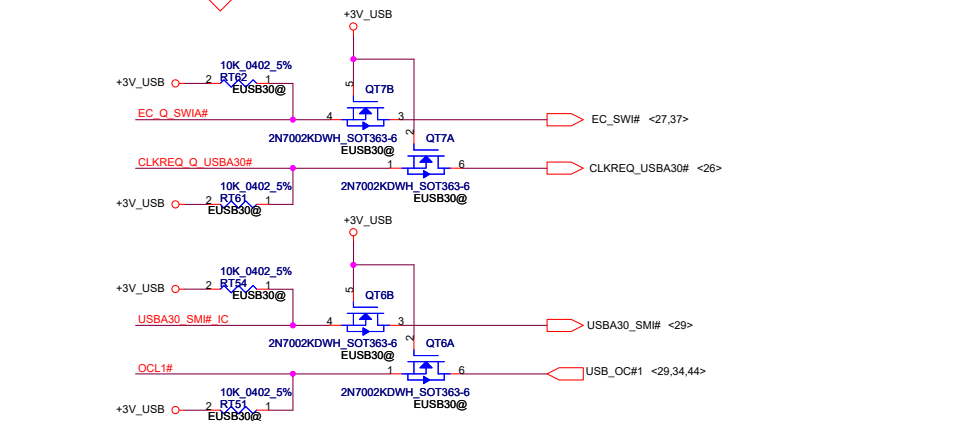 +3V_USB
10K_0402_5%
+3V_USB 2 RT62 1
EUSB30@
5 QT7B
EC_Q_SWIA# 4 3 EC_SWI# <27,37>
2N7002KDWH_SOT363-6 2 QT7A
EUSB30@
CLKREQ_Q_USBA30# 1 6 CLKREQ_USBA30# <26>
10K_0402_5% 2N7002KDWH_SOT363-6
+3V_USB 2 RT61 1 EUSB30@
EUSB30@
+3V_USB
10K_0402_5%
+3V_USB 2 RT54 1
EUSB30@
5 QT6B
USBA30_SMI#_IC 4 3 USBA30_SMI# <29>
2N7002KDWH_SOT363-6 2 QT6A
EUSB30@
OCL1# 1 6 USB_OC#1 <29,34,44>
10K_0402_5% 2N7002KDWH_SOT363-6
+3V_USB 2 RT51 1 EUSB30@
EUSB30@